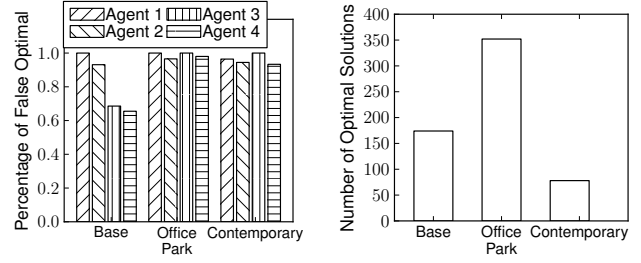 Agent 1
Agent 2
Agent 3
Agent 4
Percentage of False Optimal
1.0
0.8
0.6
0.4
0.2
0.0
Base
Office
Park
Contemporary
Number of Optimal Solutions
400
350
300
250
200
150
100
50
0
Base
Office
Park
Contemporary